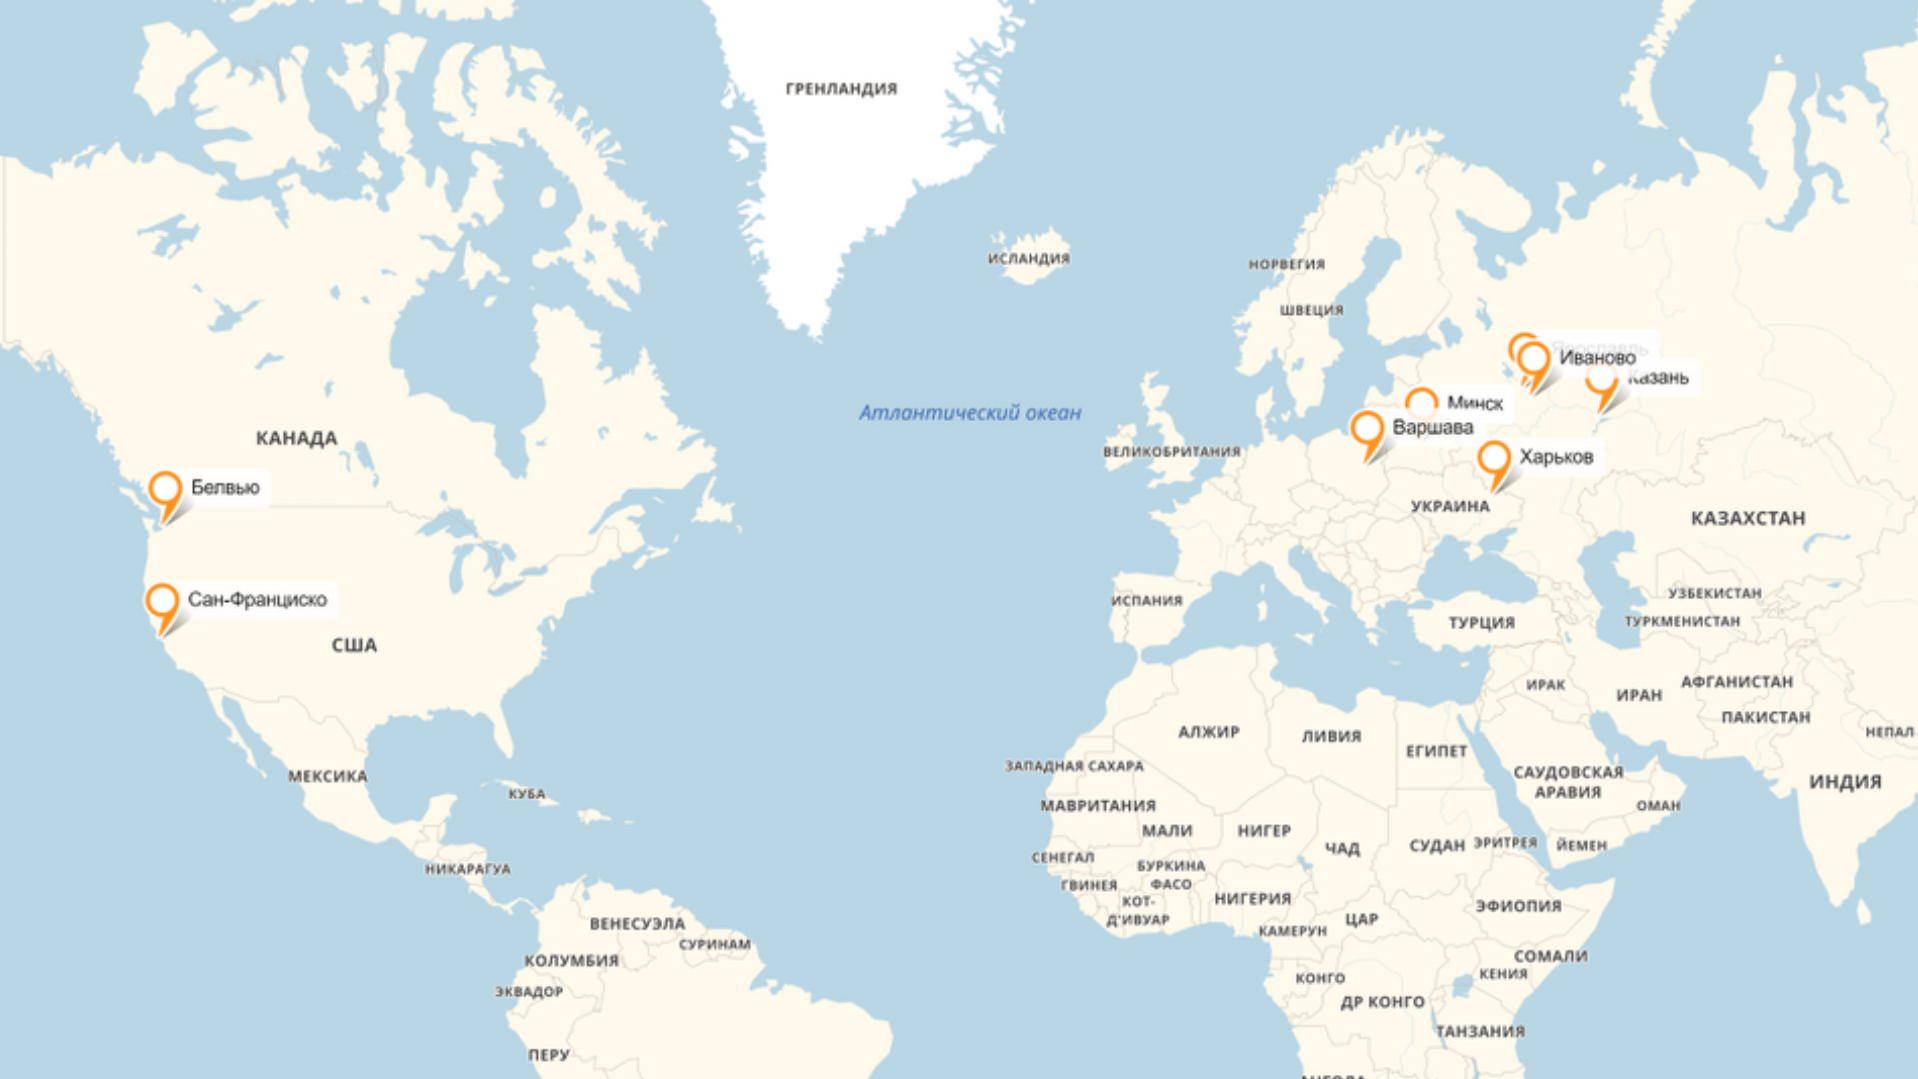 ГРЕНЛАНДИЯ
ИСЛАНДИЯ
НОРВЕГИЯ
ШВЕЦИЯ
Ярославль
Иваново
Казань
Минск
Атлантический океан
Варшава
КАНАДА
ВЕЛИКОБРИТАНИЯ
Харьков
Белвью
УКРАИНА
КАЗАХСТАН
УЗБЕКИСТАН
Сан-Франциско
ИСПАНИЯ
ТУРЦИЯ
ТУРКМЕНИСТАН
США
ИРАК
ИРАН
АФГАНИСТАН
ПАКИСТАН
АЛЖИР
ЛИВИЯ
НЕПАЛ
ЕГИПЕТ
ЗАПАДНАЯ САХАРА
САУДОВСКАЯ
АРАВИЯ
МЕКСИКА
ИНДИЯ
КУБА
МАВРИТАНИЯ
ОМАН
МАЛИ
НИГЕР
ЧАД
СУДАН
ЭРИТРЕЯ
ЙЕМЕН
СЕНЕГАЛ
НИКАРАГУА
БУРКИНА
ФАСО
ГВИНЕЯ
КОТ-
Д'ИВУАР
НИГЕРИЯ
ЭФИОПИЯ
ЦАР
ВЕНЕСУЭЛА
КАМЕРУН
СУРИНАМ
СОМАЛИ
КОЛУМБИЯ
КЕНИЯ
КОНГО
ЭКВАДОР
ДР КОНГО
ТАНЗАНИЯ
ПЕРУ
АНГОЛА